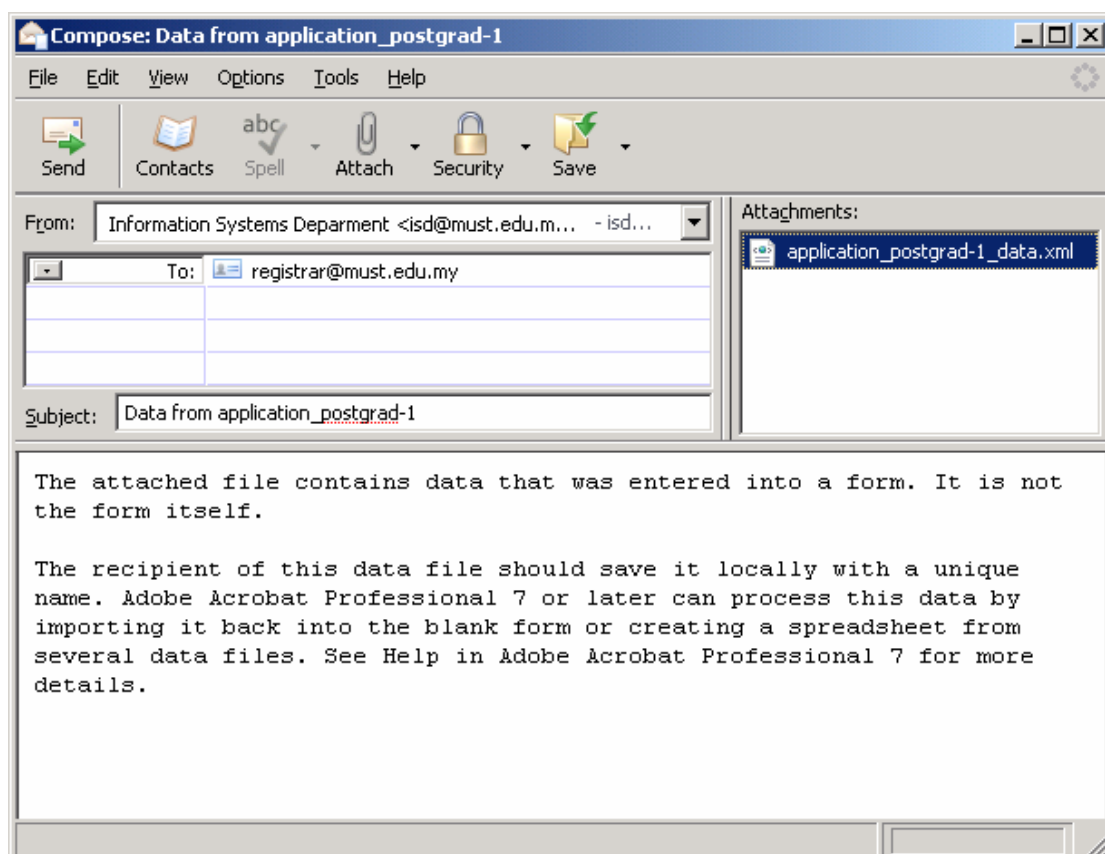 Compose: Data from application_postgrad-1
File Edit View Options Tools Help
Send Contacts Spell Attach Security Save
abc
From: Information Systems Deparment <isd@must.edu.m... - isd...
Attachments:
application_postgrad-1_data.xml
To: registrar@must.edu.my
Subject: Data from application_postgrad-1
The attached file contains data that was entered into a form. It is not
the form itself.
The recipient of this data file should save it locally with a unique
name. Adobe Acrobat Professional 7 or later can process this data by
importing it back into the blank form or creating a spreadsheet from
several data files. See Help in Adobe Acrobat Professional 7 for more
details.